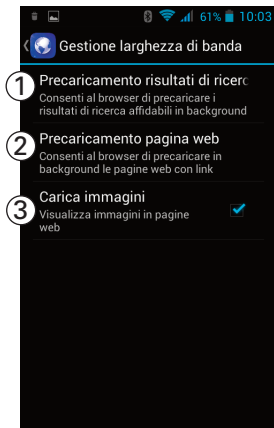 61% 10:03
Gestione larghezza di banda
1 Precaricamento risultati di ricerc
Consenti al browser di precaricare i
risultati di ricerca affidabili in background
2 Precaricamento pagina web
Consenti al browser di precaricare in
background le pagine web con link
3 Carica immagini
Visualizza immagini in pagine
web